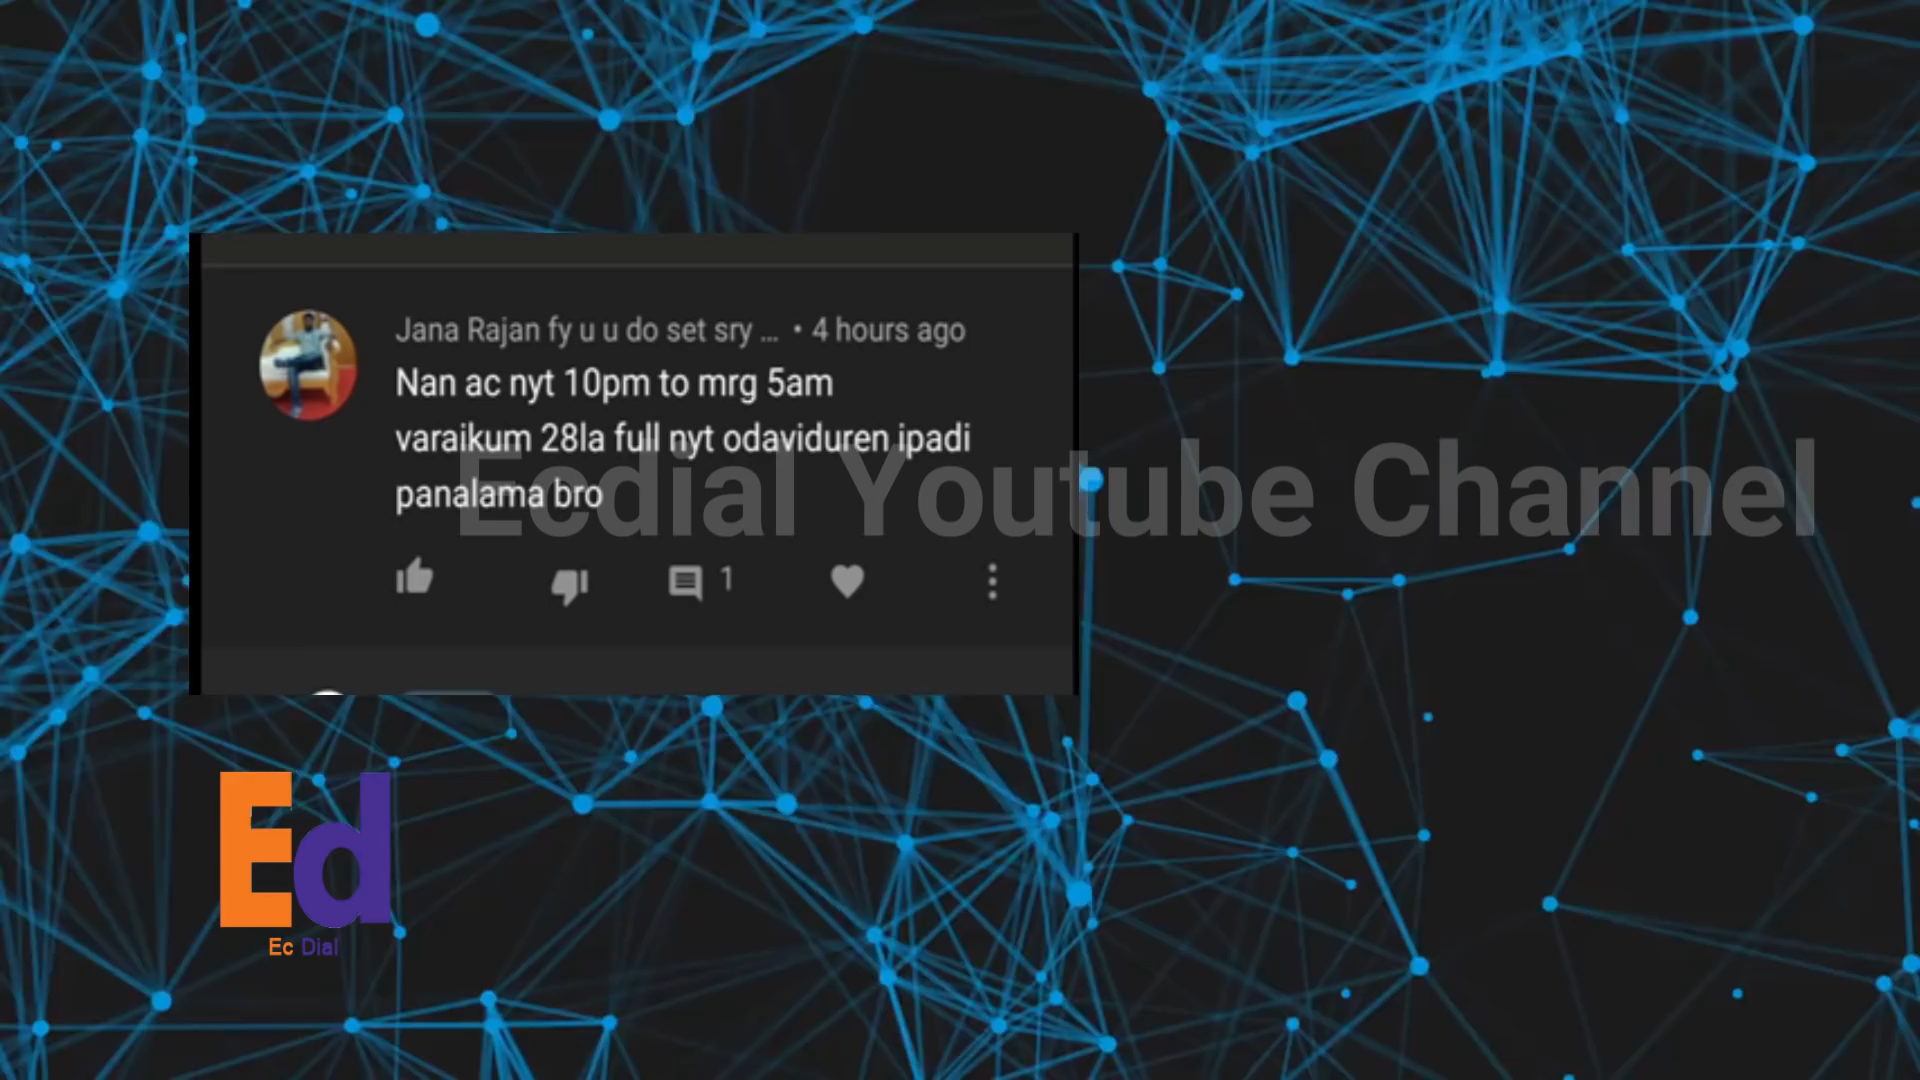 Jana Rajan fy u u do set sry ... • 4 hours ago
Nan ac nyt 10pm to mrg 5am
varaikum 28la full nyt odaviduren ipadi
panalama bro
Ecdial Youtube Channel
1
Ed
Ec Dial